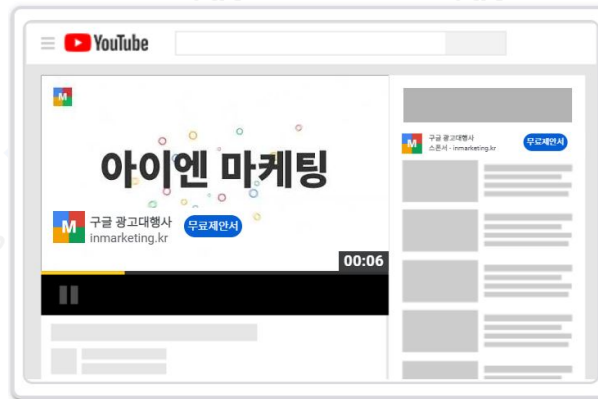 YouTube
M
아이엔 마케팅
M
구글 광고대행사
inmarketing.kr
무료제안서
00:06
M
구글 광고대행사
스폰서 - inmarketing.kr
무료제안서